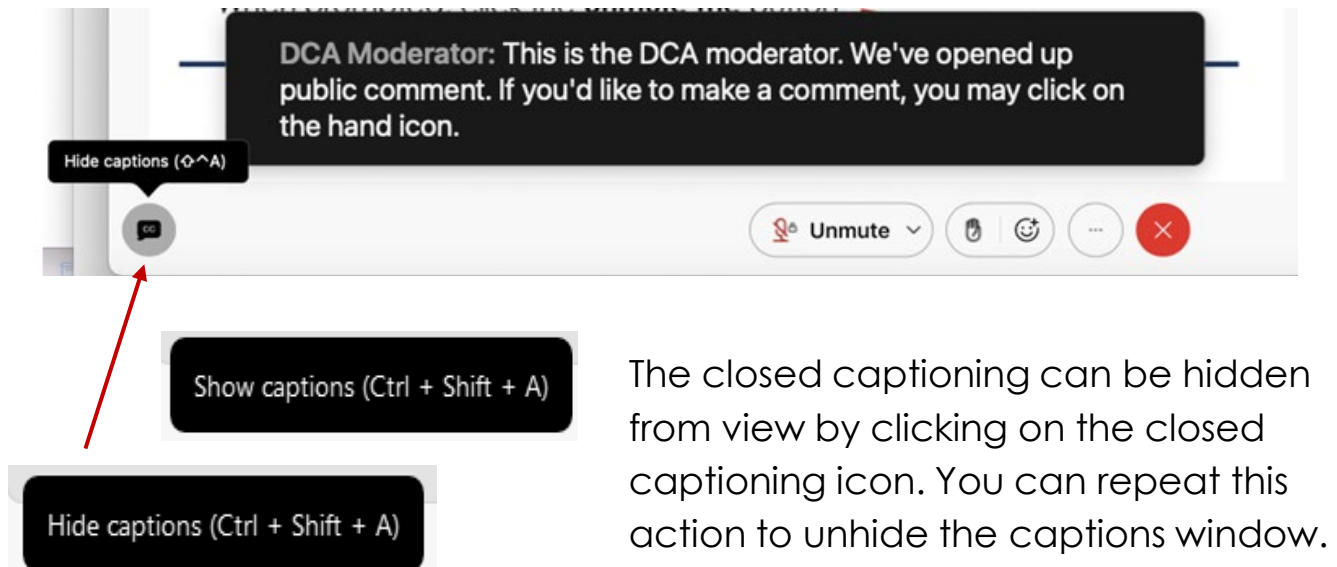 DCA Moderator: This is the DCA moderator. We've opened up
public comment. If you'd like to make a comment, you may click on
the hand icon.
Hide captions (⇧^A)
CC
Unmute
Show captions (Ctrl + Shift + A)
Hide captions (Ctrl + Shift + A)
The closed captioning can be hidden
from view by clicking on the closed
captioning icon. You can repeat this
action to unhide the captions window.